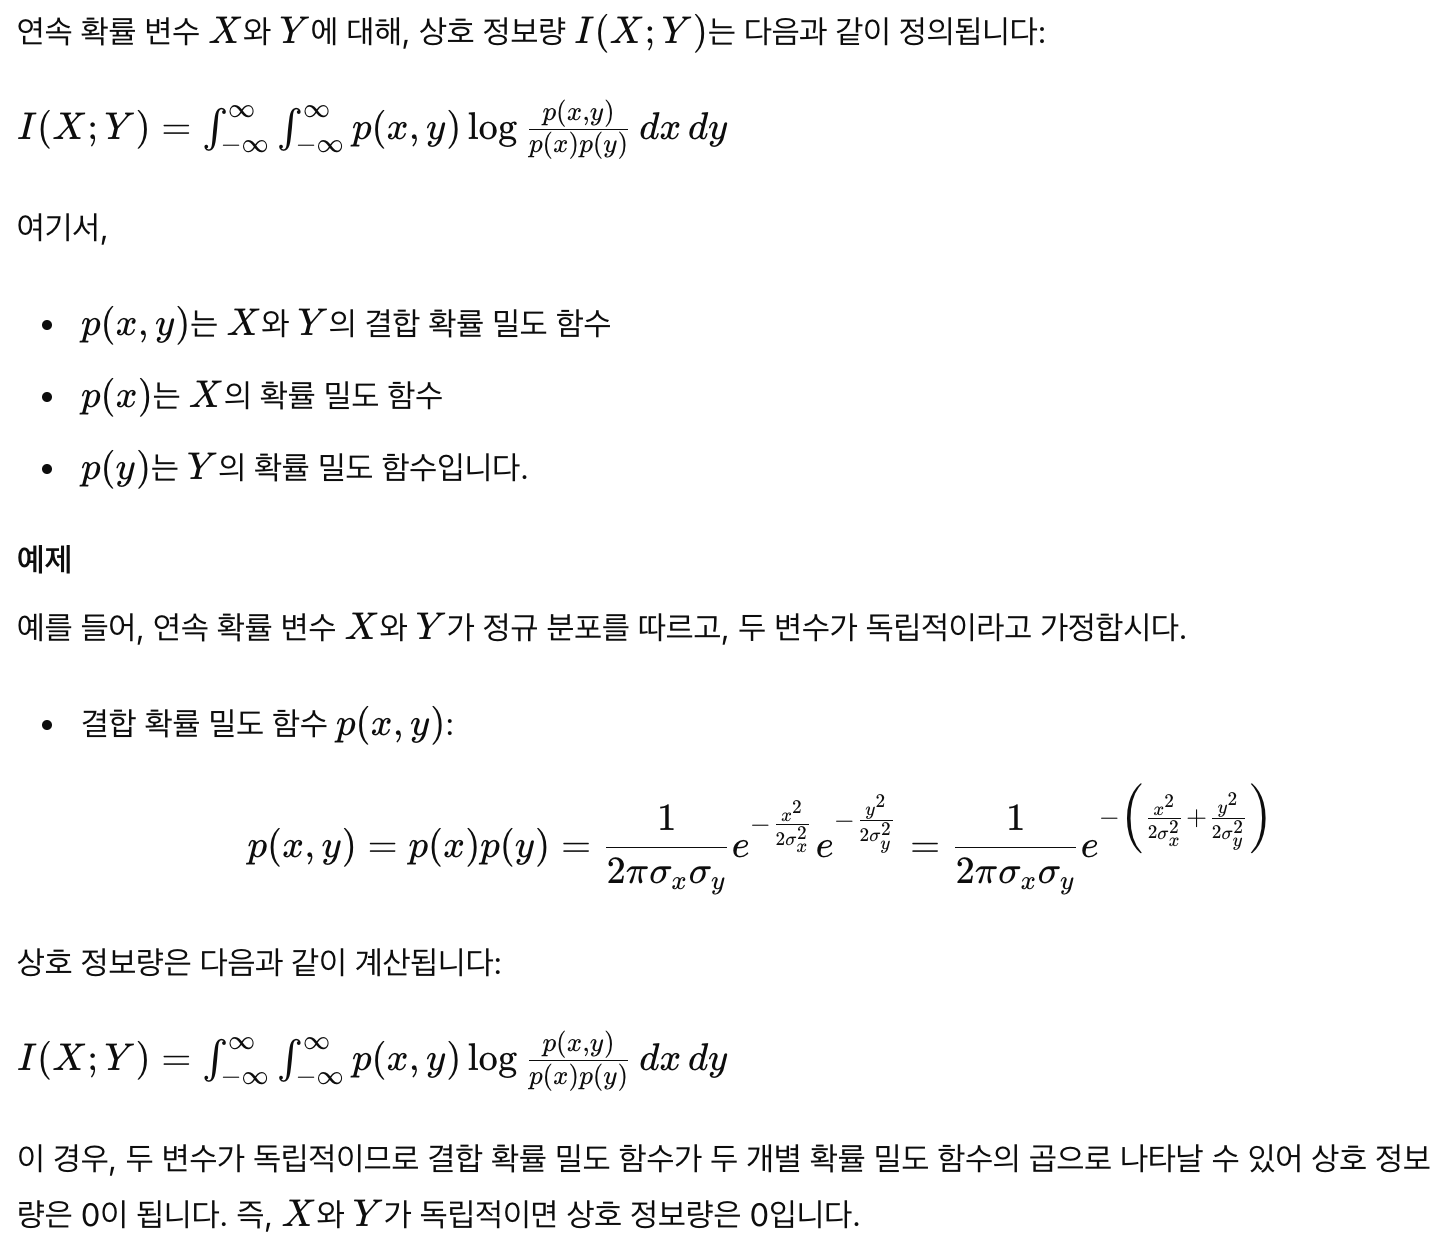 연속 확률 변수 $X$와 $Y$에 대해, 상호 정보량 $I(X;Y)$는 다음과 같이 정의됩니다:
$I(X;Y) = \int_{-\infty}^{\infty} \int_{-\infty}^{\infty} p(x,y) \log \frac{p(x,y)}{p(x)p(y)} \, dx \, dy$
여기서,
• $p(x,y)$는 $X$와 $Y$의 결합 확률 밀도 함수
• $p(x)$는 $X$의 확률 밀도 함수
• $p(y)$는 $Y$의 확률 밀도 함수입니다.
예제
예를 들어, 연속 확률 변수 $X$와 $Y$가 정규 분포를 따르고, 두 변수가 독립적이라고 가정합시다.
• 결합 확률 밀도 함수 $p(x,y)$:
$p(x,y) = p(x)p(y) = \frac{1}{2\pi\sigma_x\sigma_y} e^{-\frac{x^2}{2\sigma_x^2}} e^{-\frac{y^2}{2\sigma_y^2}} = \frac{1}{2\pi\sigma_x\sigma_y} e^{-\left(\frac{x^2}{2\sigma_x^2} + \frac{y^2}{2\sigma_y^2}\right)}$
상호 정보량은 다음과 같이 계산됩니다:
$I(X;Y) = \int_{-\infty}^{\infty} \int_{-\infty}^{\infty} p(x,y) \log \frac{p(x,y)}{p(x)p(y)} \, dx \, dy$
이 경우, 두 변수가 독립적이므로 결합 확률 밀도 함수가 두 개별 확률 밀도 함수의 곱으로 나타날 수 있어 상호 정보
량은 0이 됩니다. 즉, $X$와 $Y$가 독립적이면 상호 정보량은 0입니다.